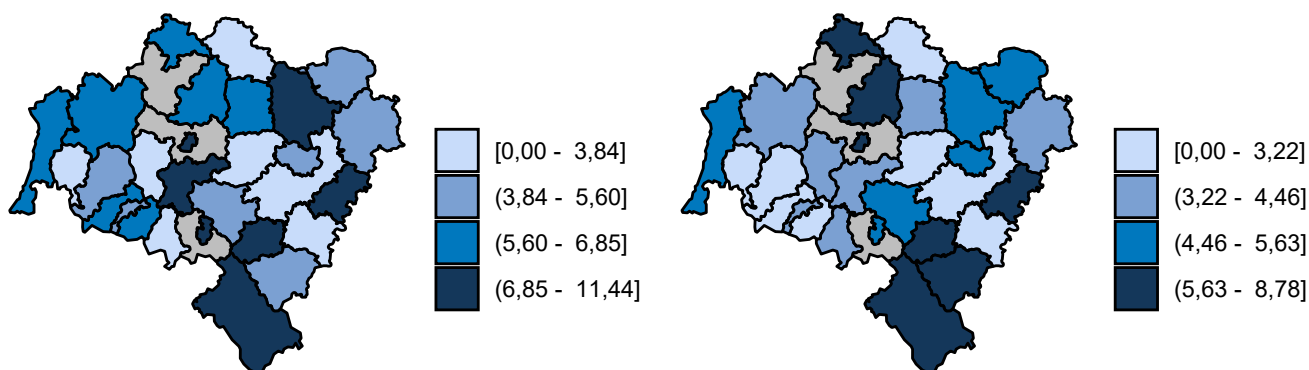 [0,00 - 3,84]
(3,84 - 5,60]
(5,60 - 6,85]
(6,85 - 11,44]
[0,00 - 3,22]
(3,22 - 4,46]
(4,46 - 5,63]
(5,63 - 8,78]